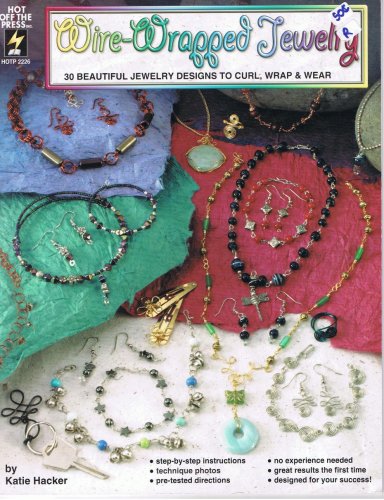 HOT
OFF THE
PRESS INC.
HOTP 2226
50¢
R
Wire-Wrapped Jewelry
30 BEAUTIFUL JEWELRY DESIGNS TO CURL, WRAP & WEAR
by
Katie Hacker
• step-by-step instructions
• technique photos
• pre-tested directions
• no experience needed
• great results the first time
• designed for your success!